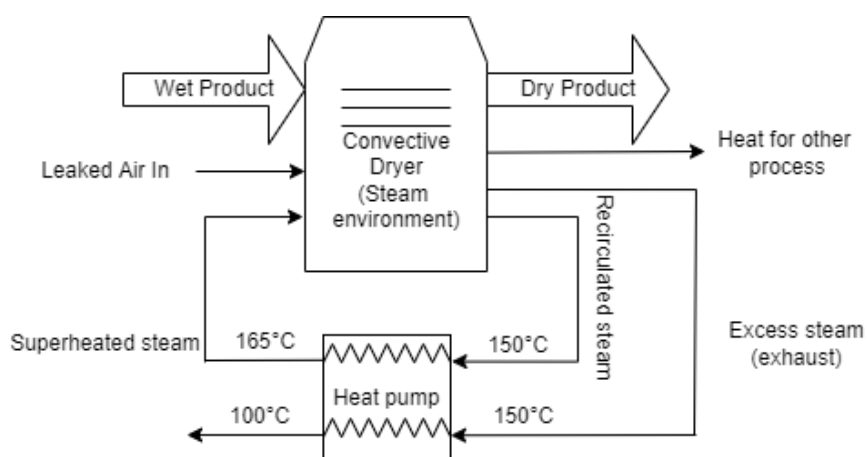 Wet Product
Dry Product
Convective
Dryer
(Steam
environment)
Heat for other
process
Leaked Air In
Recirculated steam
Superheated steam
165°C
150°C
Excess steam
(exhaust)
Heat pump
100°C
150°C